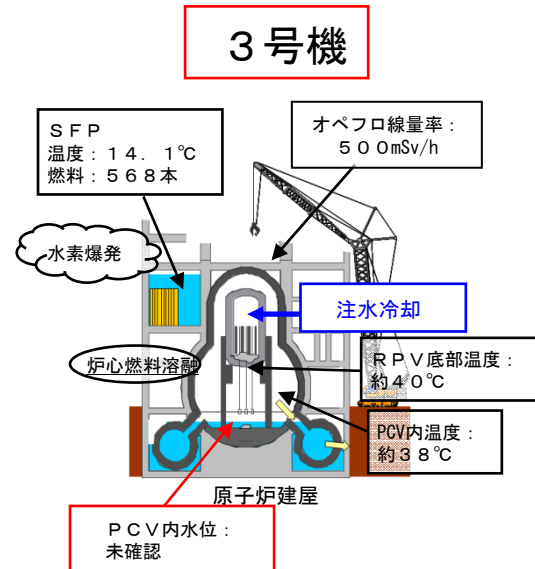 ３号機
ＳＦＰ
温度：１４．１℃
燃料：５６８本
オペフロ線量率：
５００mSv/h
水素爆発
注水冷却
炉心燃料溶融
ＲＰＶ底部温度：
約４０℃
PCV内温度：
約３８℃
原子炉建屋
ＰＣＶ内水位：
未確認